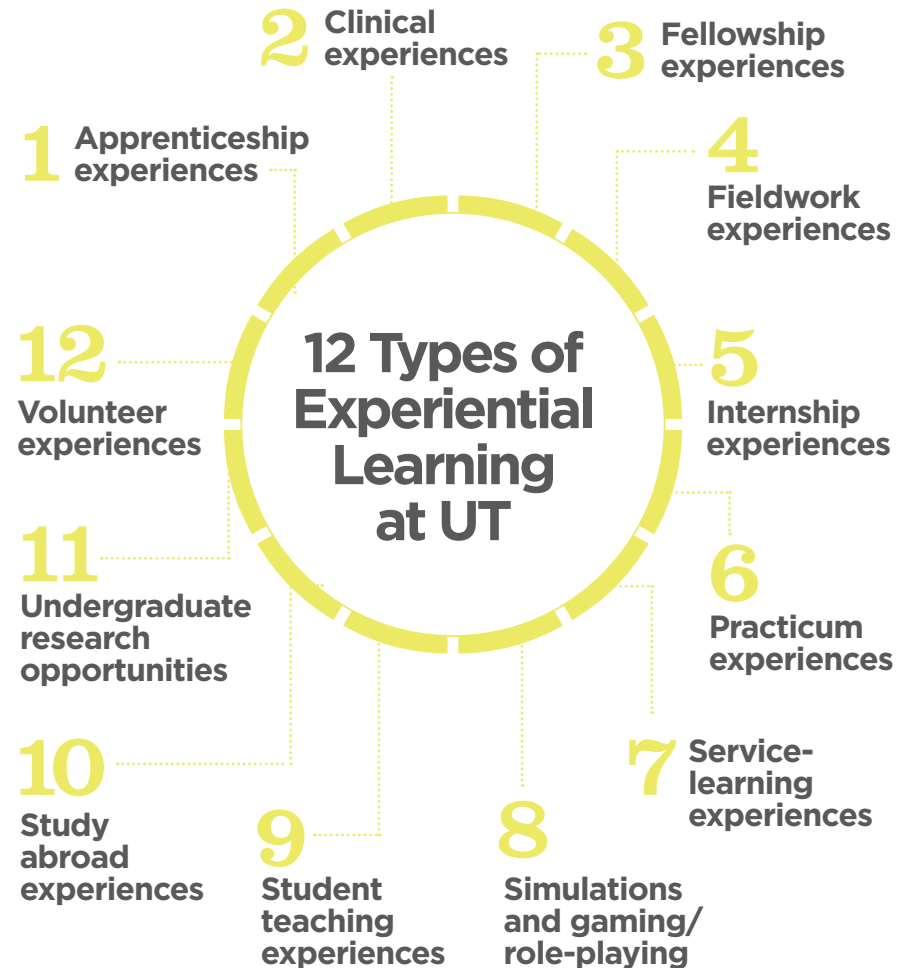 12 Types of
Experiential
Learning
at UT
1 Apprenticeship
experiences
2 Clinical
experiences
3 Fellowship
experiences
4
Fieldwork
experiences
5
Internship
experiences
6
Practicum
experiences
7 Service-
learning
experiences
8
Simulations
and gaming/
role-playing
9
Student
teaching
experiences
10
Study
abroad
experiences
11
Undergraduate
research
opportunities
12
Volunteer
experiences